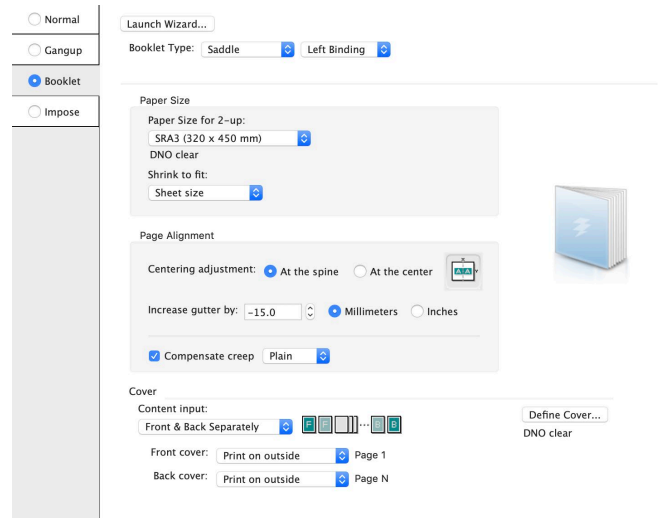 Normal
Gangup
Booklet
Impose
Launch Wizard...
Booklet Type: Saddle Left Binding
Paper Size
Paper Size for 2-up:
SRA3 (320 x 450 mm)
DNO clear
Shrink to fit:
Sheet size
Page Alignment
Centering adjustment: At the spine At the center X A A Y
Increase gutter by: -15.0 Millimeters Inches
Compensate creep Plain
Cover
Content input:
Front & Back Separately F F ... B B
Define Cover...
DNO clear
Front cover: Print on outside Page 1
Back cover: Print on outside Page N